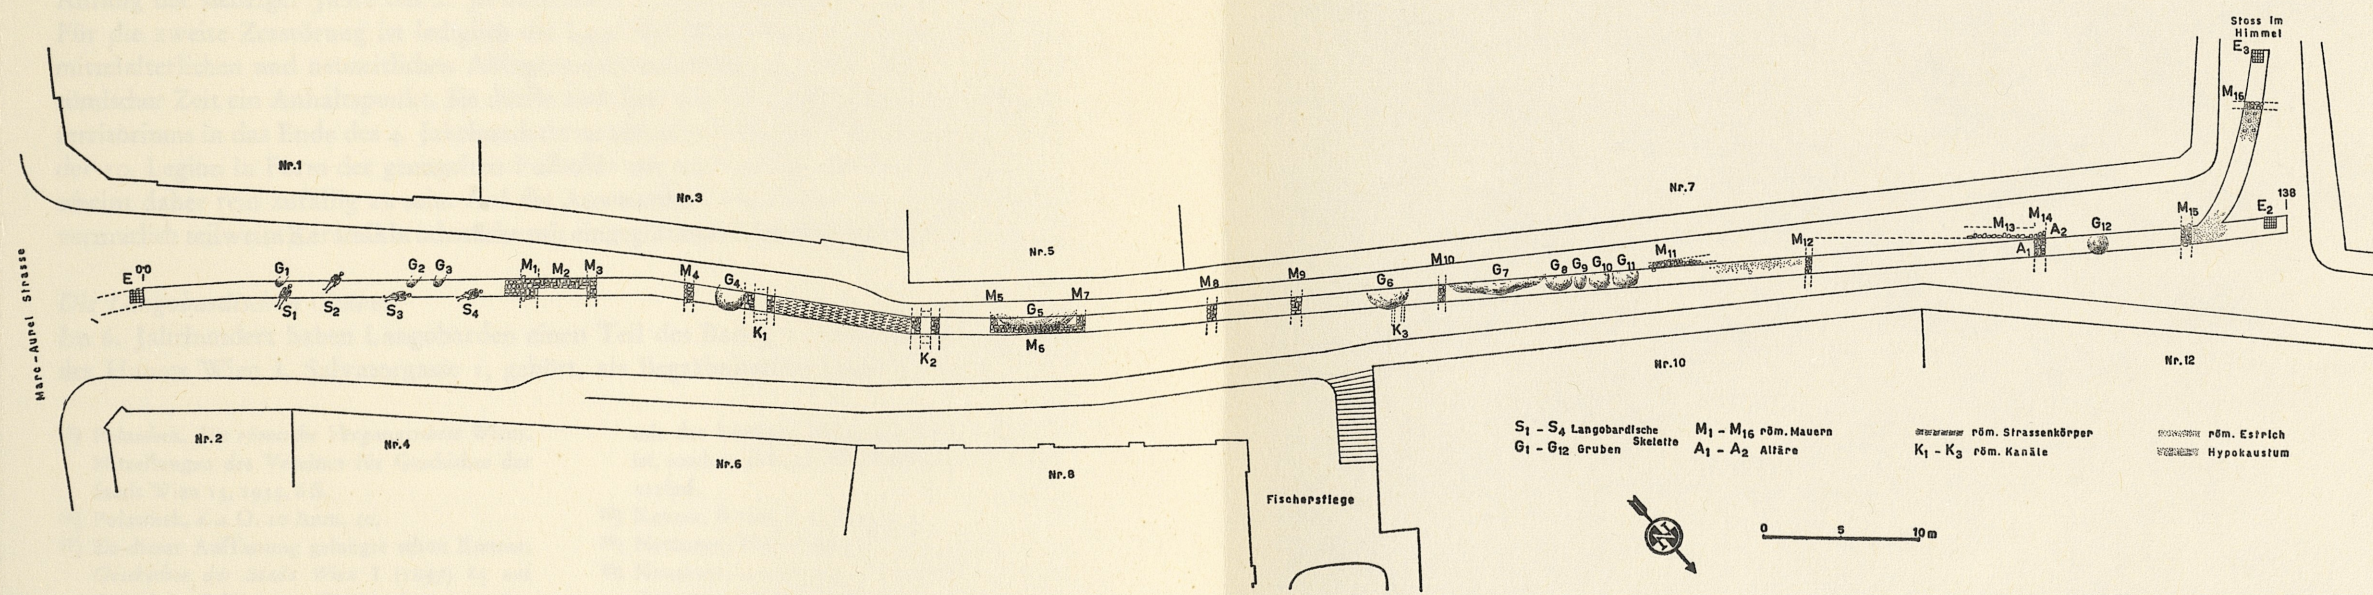 Stoss im
Himmel
E3
M16
138
E2
Nr.1
Nr.3
Nr.5
Nr.7
Marc-Aurel Strasse
E
0·0
G1
S1
S2
G2
G3
S3
S4
M1
M2
M3
M4
G4
K1
K2
M5
G5
M7
M6
M8
M9
G6
K3
M10
G7
G8
G9
G10
G11
M11
M12
M13
M14
A1
A2
G12
M15
Nr.2
Nr.4
Nr.6
Nr.8
Fischerstiege
Nr.10
Nr.12
S1 - S4 Langobardische
Skelette
G1 - G12 Gruben
M1 - M16 röm. Mauern
A1 - A2 Altäre
röm. Strassenkörper
K1 - K3 röm. Kanäle
röm. Estrich
Hypokaustum
N
0 5 10m